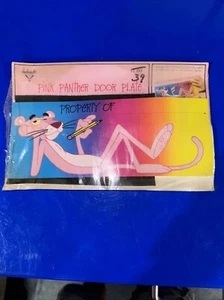 39
PINK PANTHER DOOR PLATE
PROPERTY OF